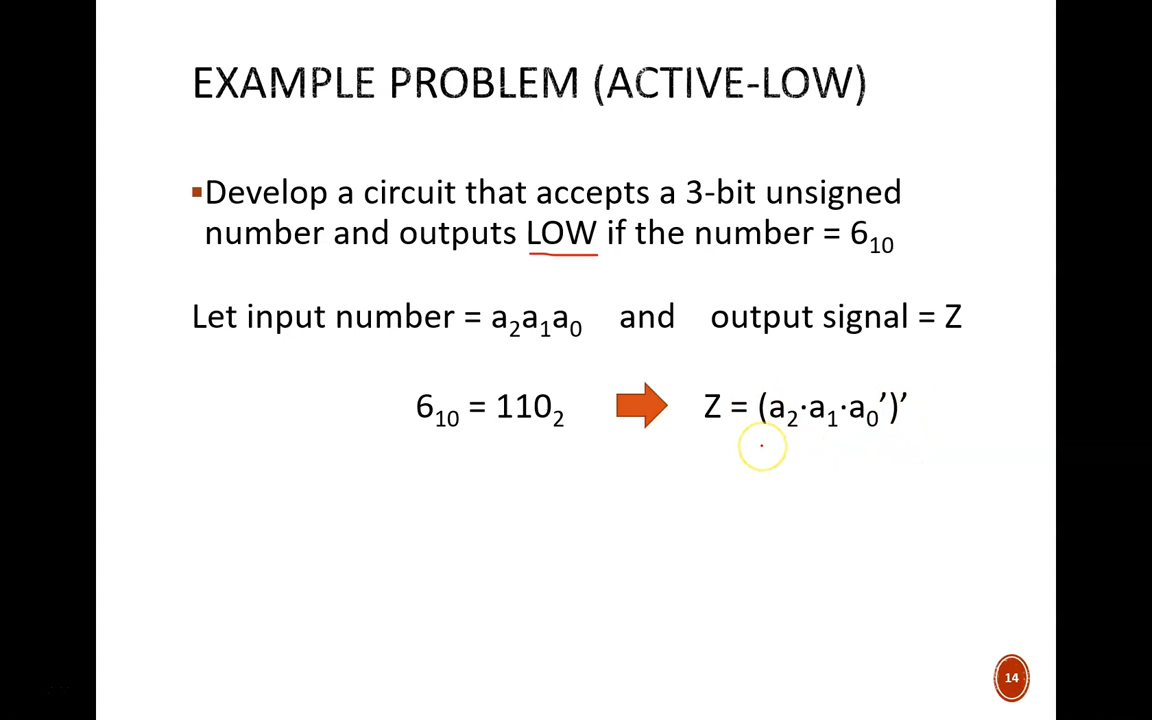 EXAMPLE PROBLEM (ACTIVE-LOW)
▪Develop a circuit that accepts a 3-bit unsigned
number and outputs LOW if the number = 6₁₀
Let input number = a₂a₁a₀ and output signal = Z
6₁₀ = 110₂ Z = (a₂·a₁·a₀’)’
14